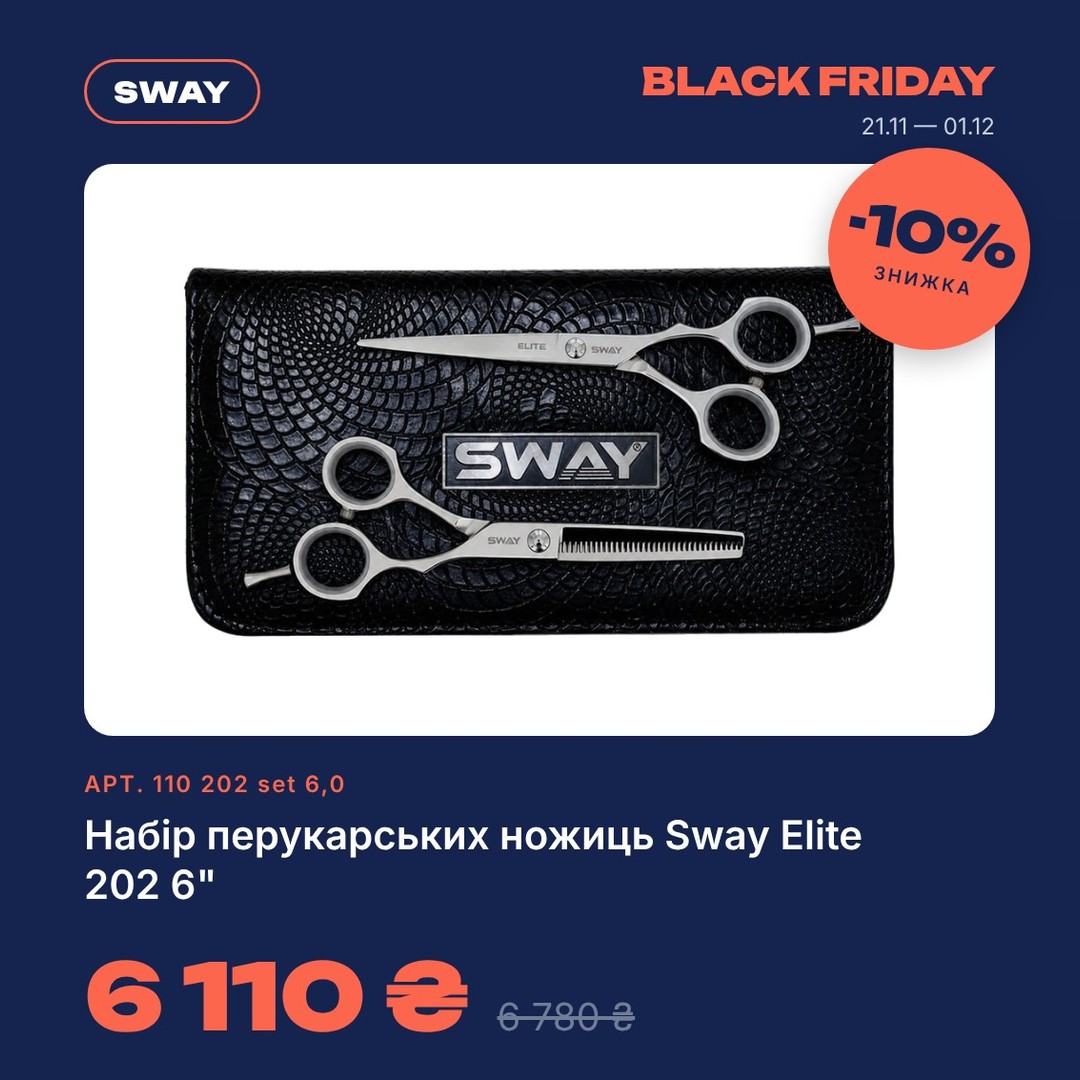 SWAY
BLACK FRIDAY
21.11 — 01.12
-10%
ЗНИЖКА
ELITE SWAY
SWAY®
SWAY
АРТ. 110 202 set 6,0
Набір перукарських ножиць Sway Elite
202 6"
6 110 ₴ 6 780 ₴